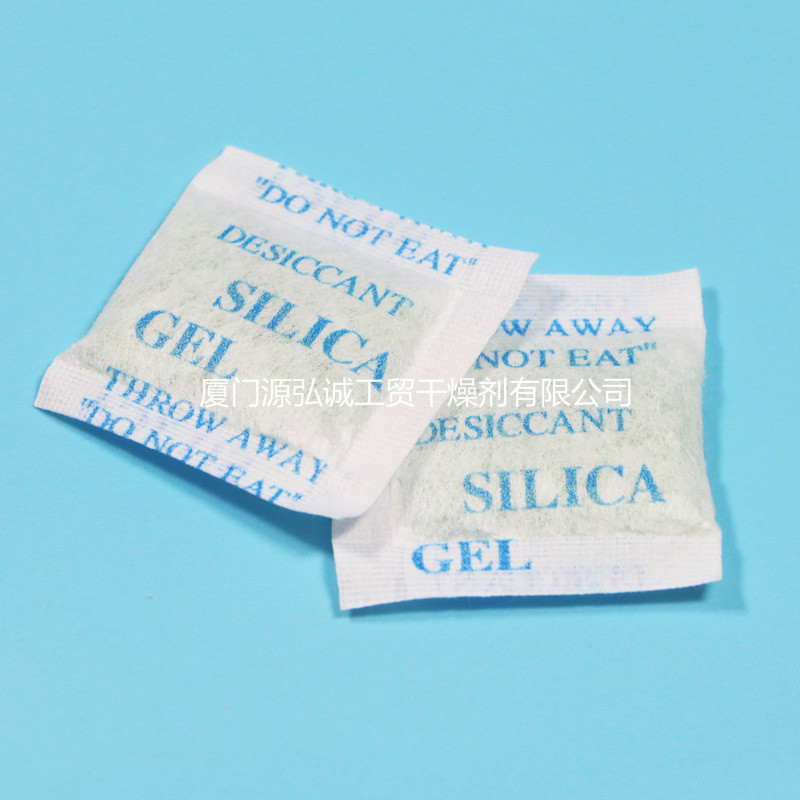 "DO NOT EAT"
DESICCANT
SILICA
GEL
THROW AWAY
"DO NOT EAT"
厦门源弘诚工贸干燥剂有限公司
AWAY
NOT EAT"
DESICCANT
SILICA
GEL